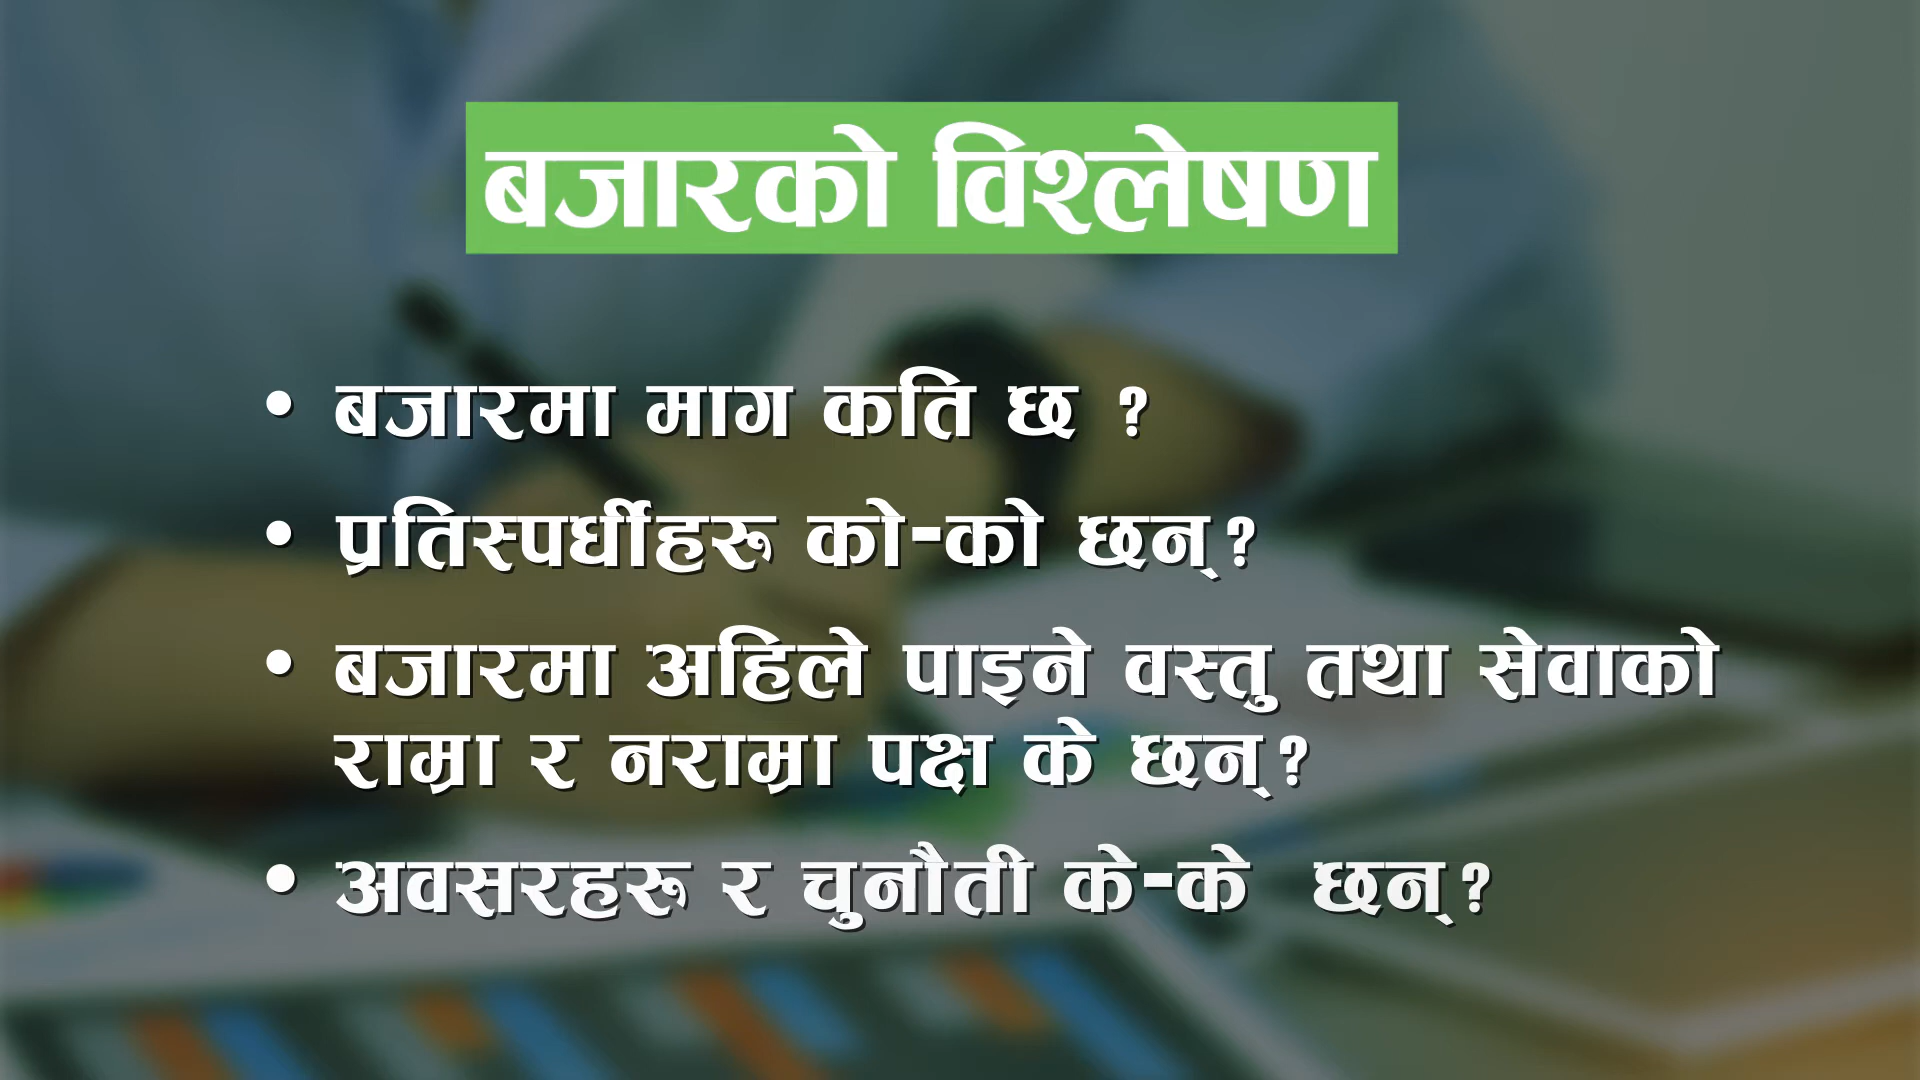 बजारको विश्लेषण
• बजारमा माग कति छ ?
• प्रतिस्पर्धीहरू को-को छन्?
• बजारमा अहिले पाइने वस्तु तथा सेवाको
राम्रा र नराम्रा पक्ष के छन्?
• अवसरहरू र चुनौती के-के छन्?